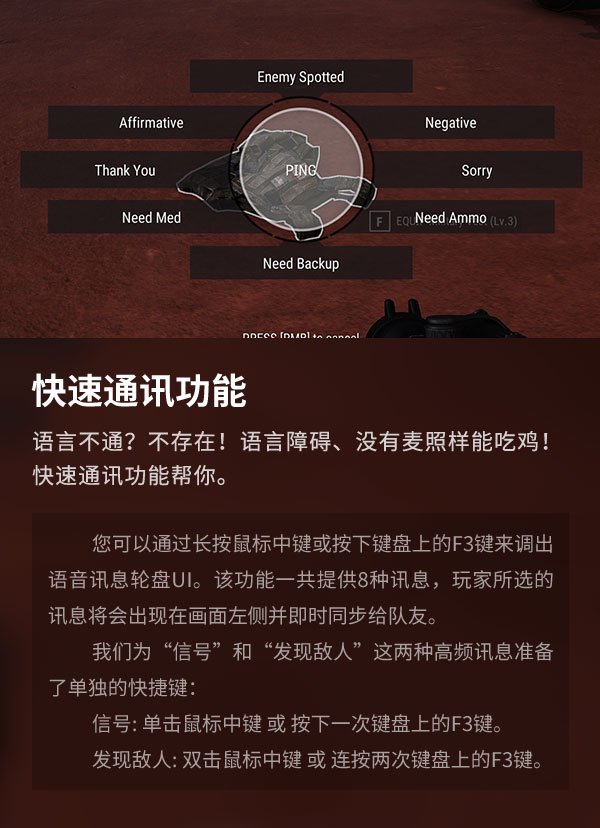 Enemy Spotted
Affirmative
Negative
Thank You
PING
Sorry
Need Med
Need Ammo
F
Need Backup
PRESS [RMB] to cancel
快速通讯功能
语言不通？不存在！语言障碍、没有麦照样能吃鸡！
快速通讯功能帮你。
您可以通过长按鼠标中键或按下键盘上的F3键来调出
语音讯息轮盘UI。该功能一共提供8种讯息，玩家所选的
讯息将会出现在画面左侧并即时同步给队友。
我们为“信号”和“发现敌人”这两种高频讯息准备
了单独的快捷键：
信号: 单击鼠标中键 或 按下一次键盘上的F3键。
发现敌人: 双击鼠标中键 或 连按两次键盘上的F3键。